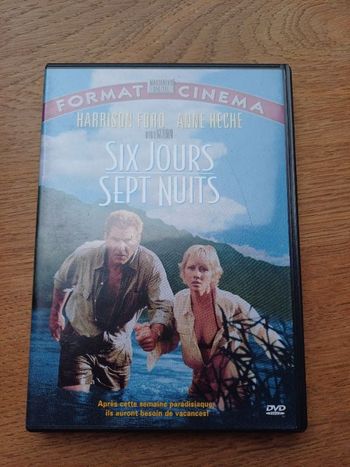 FORMAT CINEMA
HARRISON FORD ANNE HECHE
SIX JOURS
SEPT NUITS
Après cette semaine paradisiaque,
ils auront besoin de vacances!
DVD